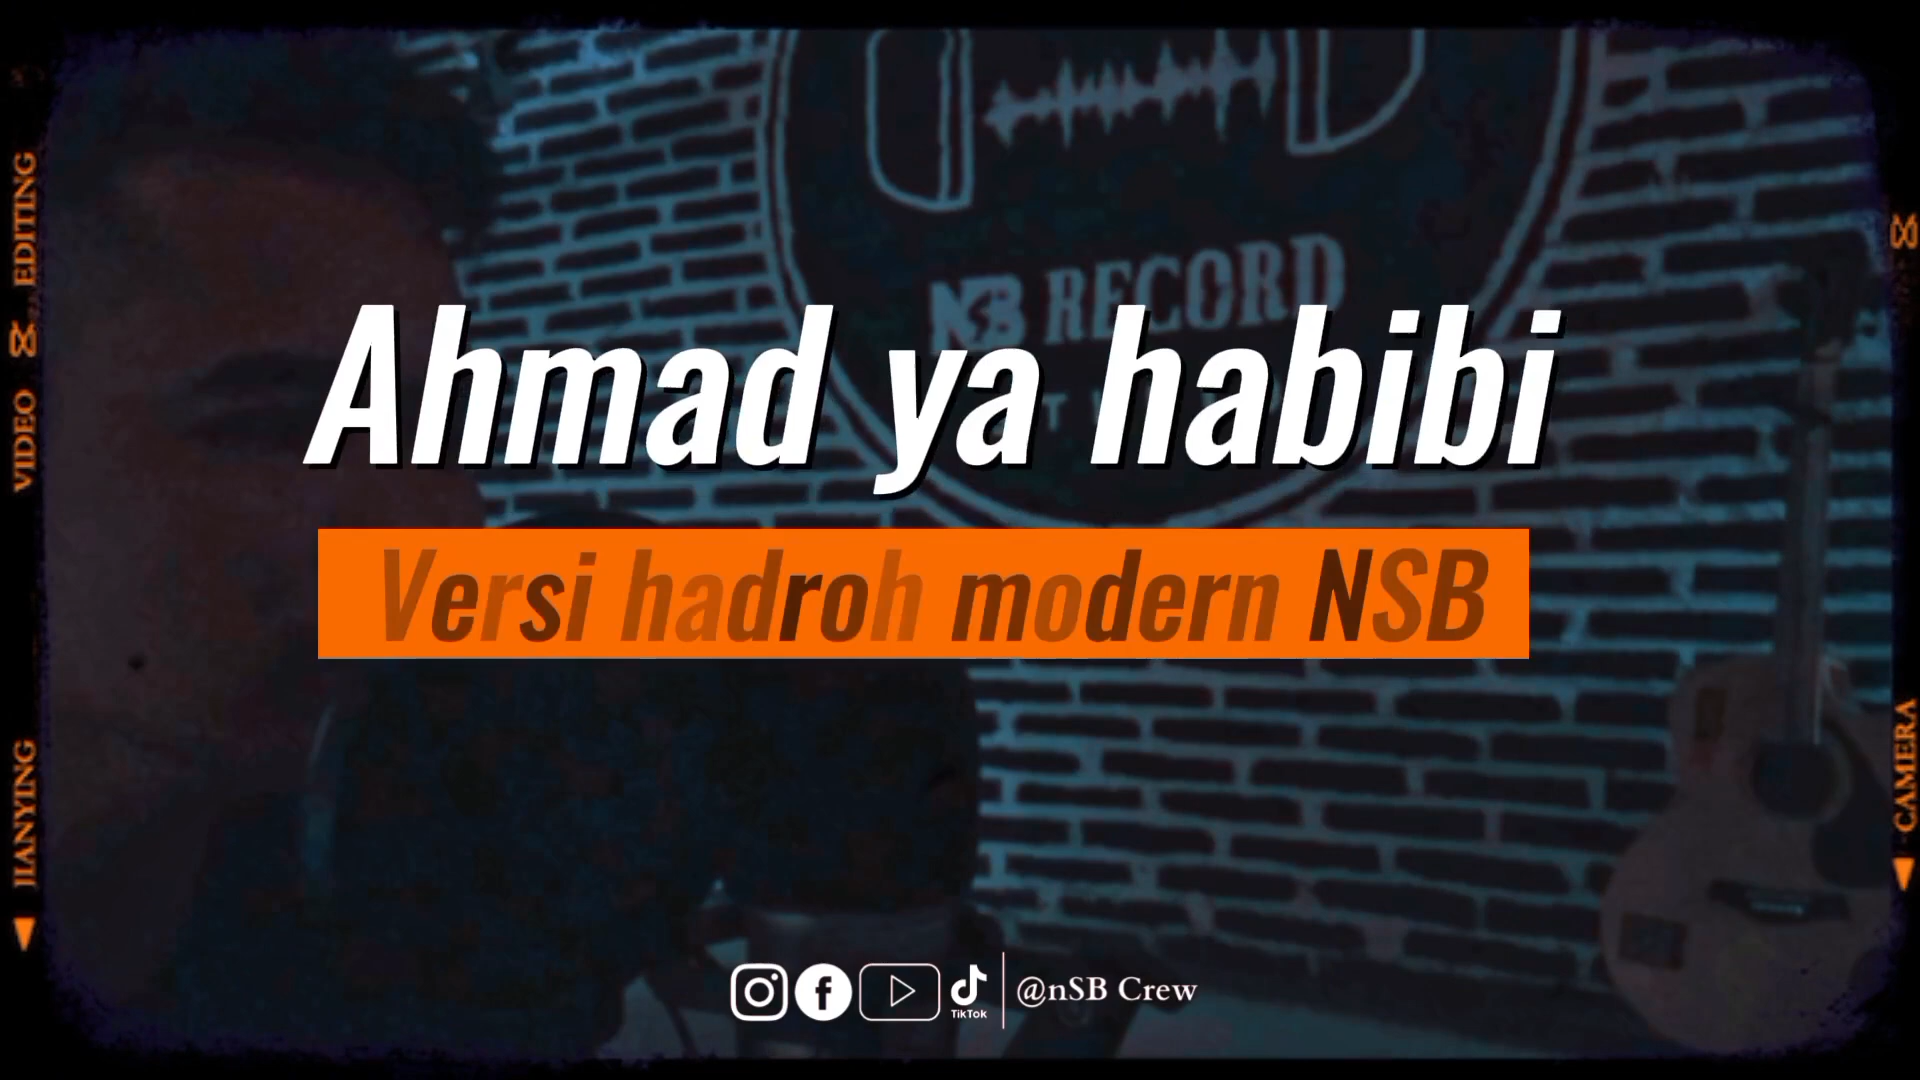 VIDEO EDITING
JIANYING
NSB RECORD
Ahmad ya habibi
Versi hadroh modern NSB
CAMERA
TikTok
@nSB Crew